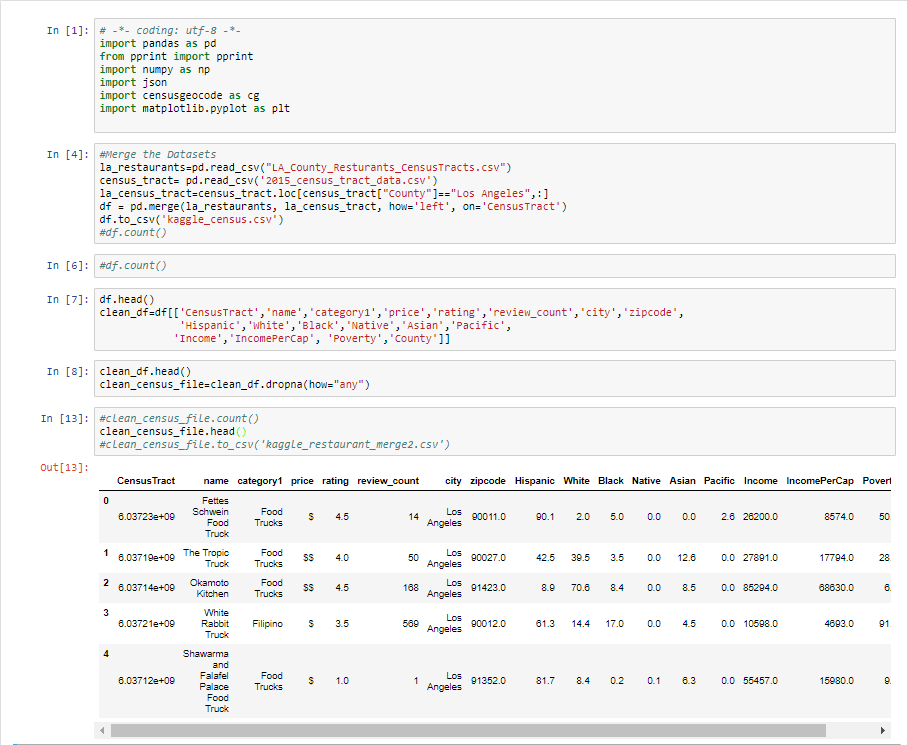 In [1]: # -*- coding: utf-8 -*-
import pandas as pd
from pprint import pprint
import numpy as np
import json
import censusgeocode as cg
import matplotlib.pyplot as plt
In [4]: #Merge the Datasets
la_restaurants=pd.read_csv("LA_County_Resturants_CensusTracts.csv")
census_tract= pd.read_csv('2015_census_tract_data.csv')
la_census_tract=census_tract.loc[census_tract["County"]=="Los Angeles",:]
df = pd.merge(la_restaurants, la_census_tract, how='left', on='CensusTract')
df.to_csv('kaggle_census.csv')
#df.count()
In [6]: #df.count()
In [7]: df.head()
clean_df=df[['CensusTract','name','category1','price','rating','review_count','city','zipcode',
'Hispanic','White','Black','Native','Asian','Pacific',
'Income','IncomePerCap', 'Poverty','County']]
In [8]: clean_df.head()
clean_census_file=clean_df.dropna(how="any")
In [13]: #clean_census_file.count()
clean_census_file.head()
#clean_census_file.to_csv('kaggle_restaurant_merge2.csv')
Out[13]:
CensusTract name category1 price rating review_count city zipcode Hispanic White Black Native Asian Pacific Income IncomePerCap Povert
0 6.03723e+09 Fettes Schwein Food Truck Food Trucks $ 4.5 14 Los Angeles 90011.0 90.1 2.0 5.0 0.0 0.0 2.6 26200.0 8574.0 50.
1 6.03719e+09 The Tropic Truck Food Trucks $$ 4.0 50 Los Angeles 90027.0 42.5 39.5 3.5 0.0 12.6 0.0 27891.0 17794.0 28.
2 6.03714e+09 Okamoto Kitchen Food Trucks $$ 4.5 168 Los Angeles 91423.0 8.9 70.6 8.4 0.0 8.5 0.0 85294.0 68630.0 6.
3 6.03721e+09 White Rabbit Truck Filipino $ 3.5 569 Los Angeles 90012.0 61.3 14.4 17.0 0.0 4.5 0.0 10598.0 4693.0 91.
4 6.03712e+09 Shawarma and Falafel Palace Food Truck Food Trucks $ 1.0 1 Los Angeles 91352.0 81.7 8.4 0.2 0.1 6.3 0.0 55457.0 15980.0 9.